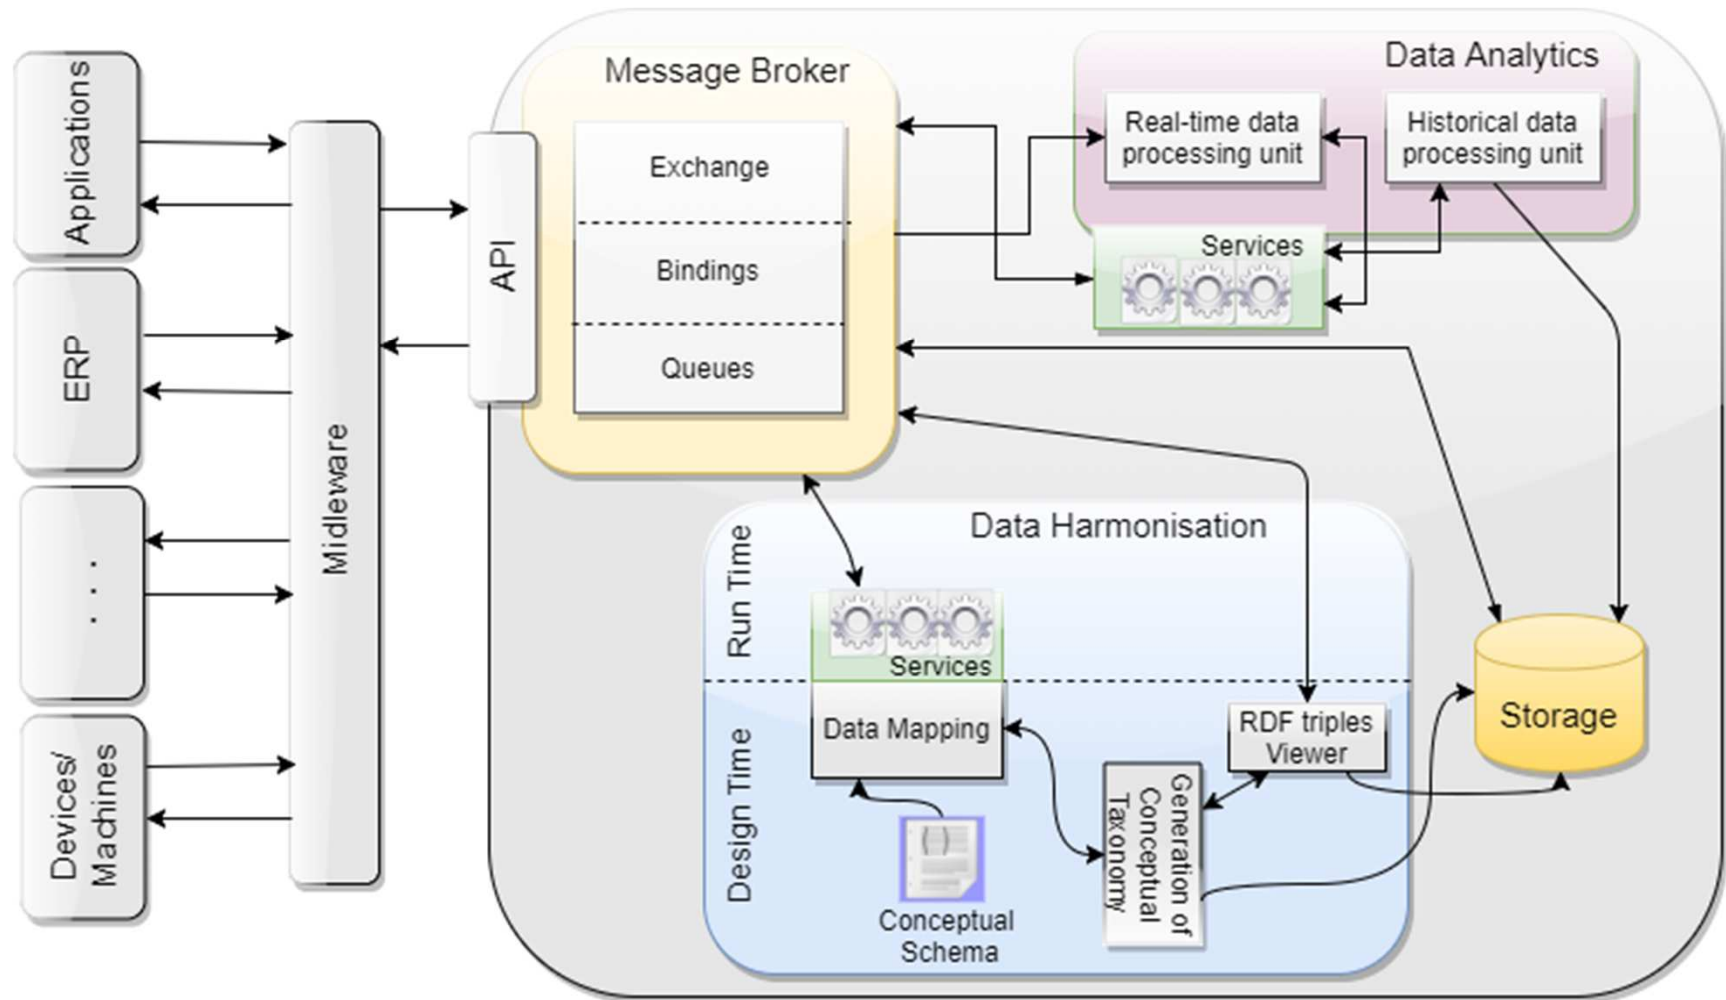 Applications
ERP
. . .
Devices/
Machines
Midleware
API
Message Broker
Exchange
Bindings
Queues
Data Analytics
Real-time data
processing unit
Historical data
processing unit
Services
Data Harmonisation
Run Time
Design Time
Services
Data Mapping
Conceptual
Schema
Generation of
Conceptual
Taxonomy
RDF triples
Viewer
Storage